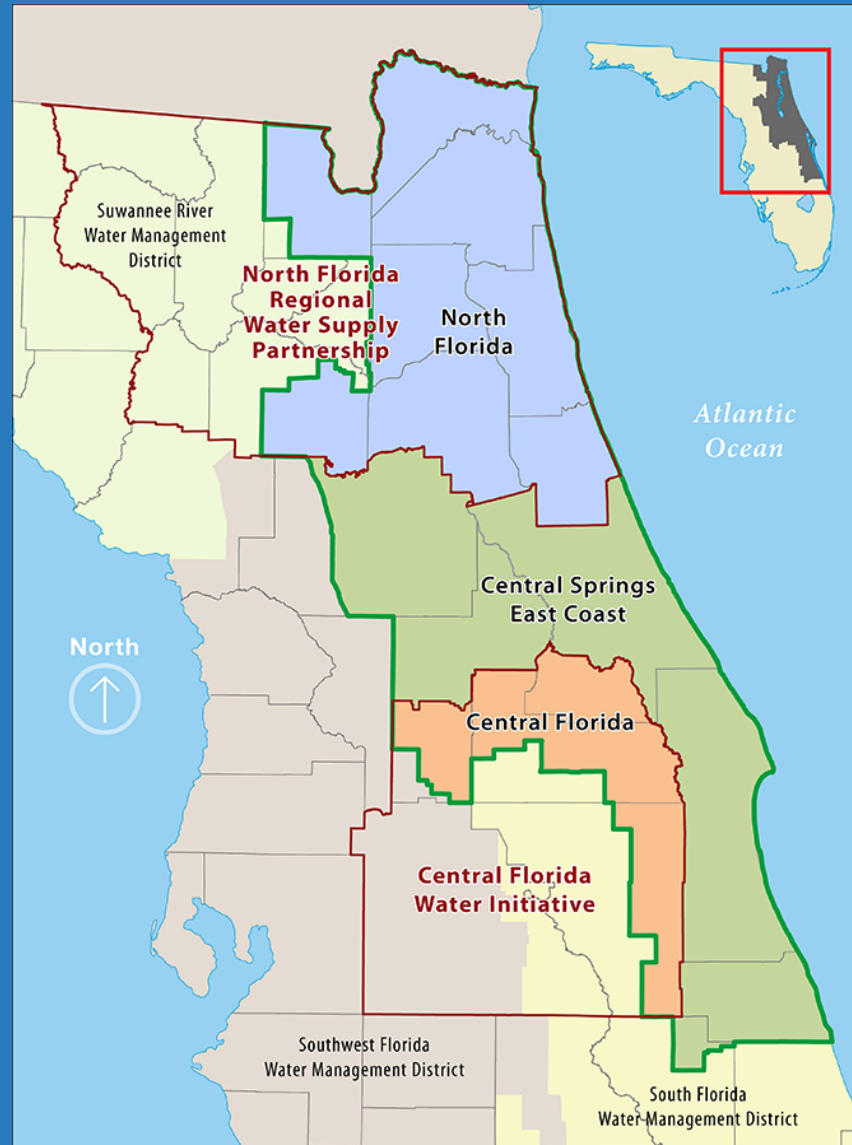 Suwannee River
Water Management
District
North Florida
Regional
Water Supply
Partnership
North
Florida
Atlantic
Ocean
Central Springs
East Coast
North
Central Florida
Central Florida
Water Initiative
Southwest Florida
Water Management District
South Florida
Water Management District